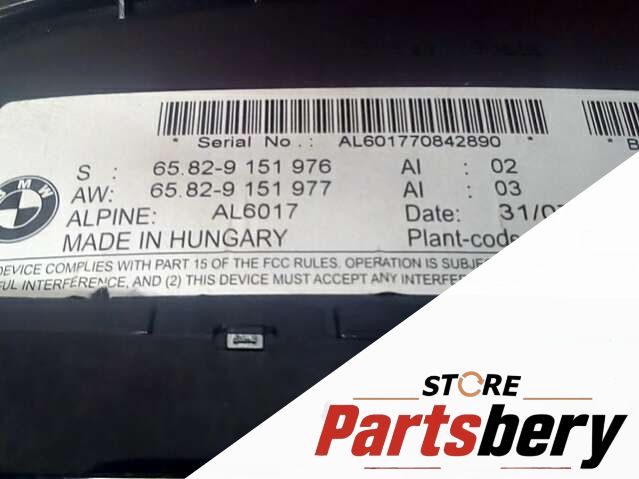 * Serial No.: AL601770842890 * * B
BMW
S : 65.82-9 151 976 AI : 02
AW: 65.82-9 151 977 AI : 03
ALPINE: AL6017 Date: 31/07
MADE IN HUNGARY Plant-code
DEVICE COMPLIES WITH PART 15 OF THE FCC RULES. OPERATION IS SUBJEC
FUL INTERFERENCE, AND (2) THIS DEVICE MUST ACCEPT ANY INTERFE
STORE
Partsbery